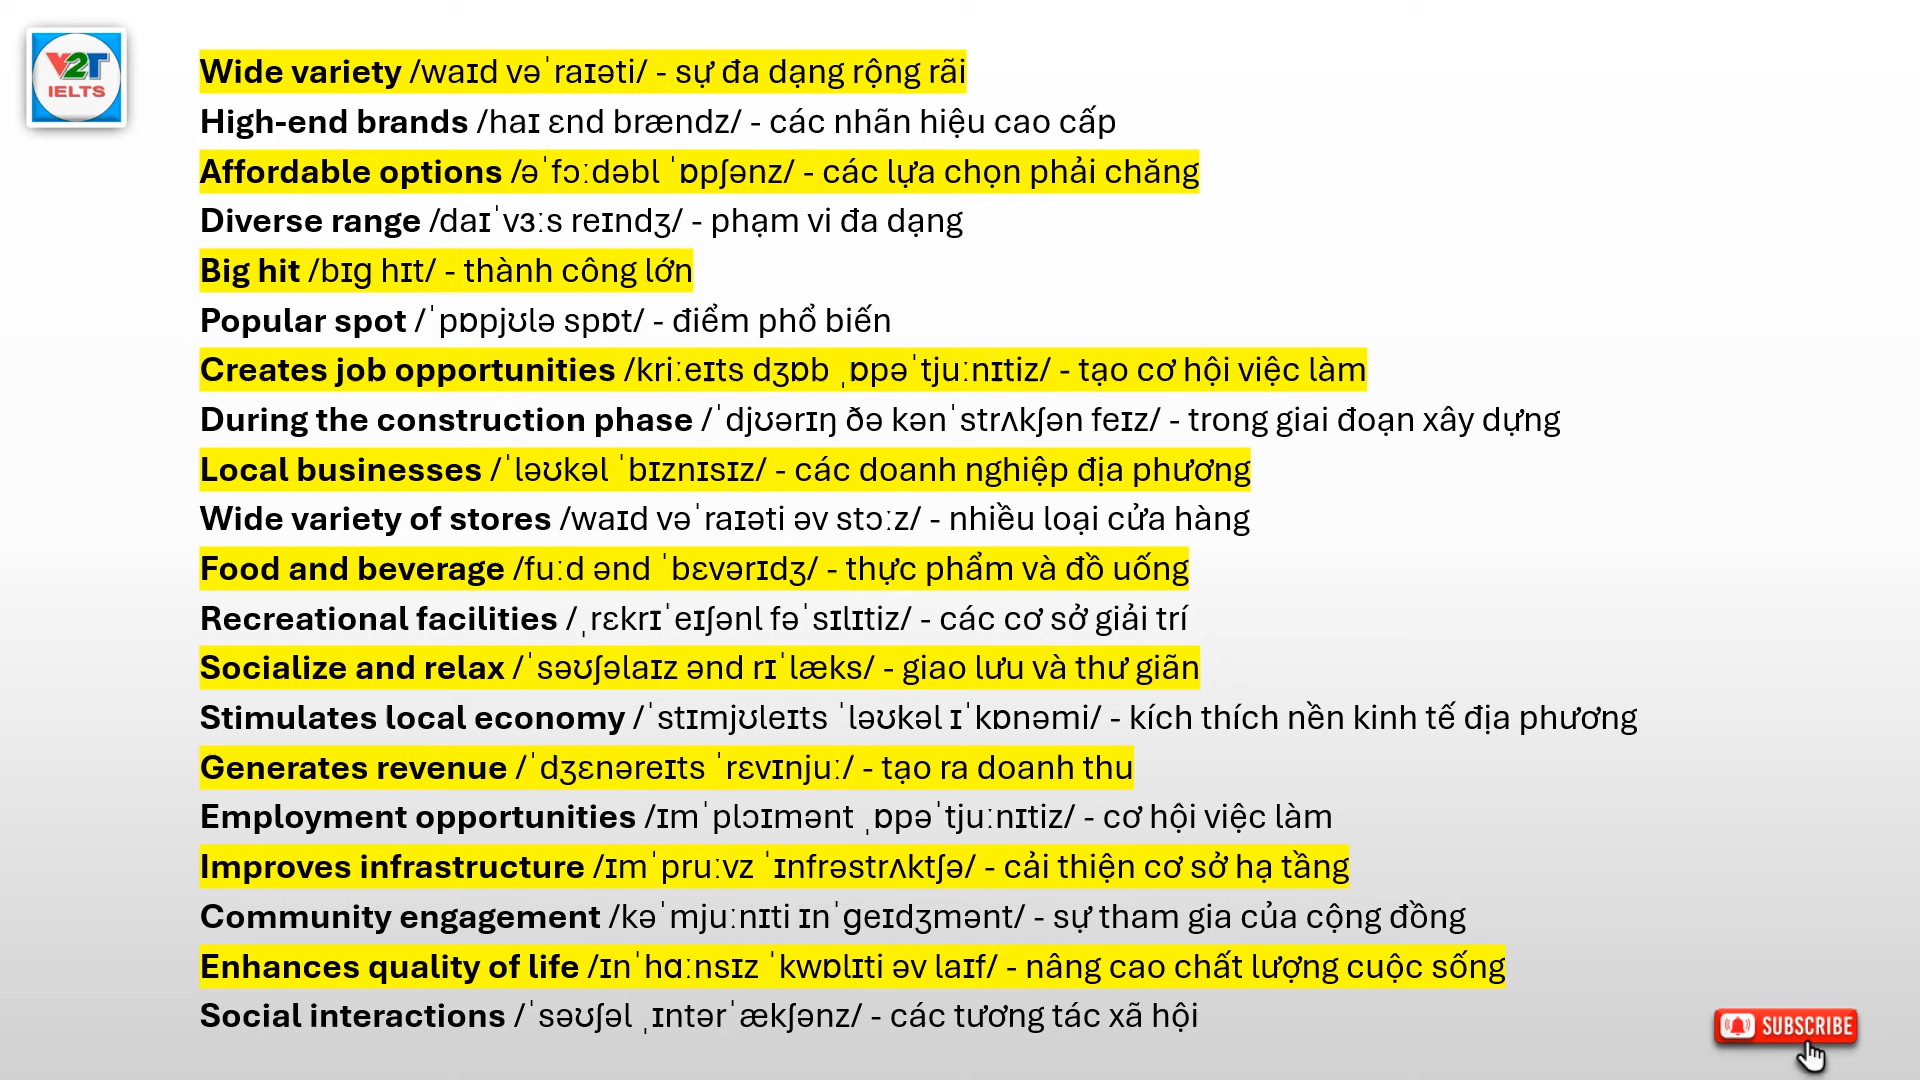 V2T
IELTS
Wide variety /waɪd vəˈraɪəti/ - sự đa dạng rộng rãi
High-end brands /haɪ ɛnd brændz/ - các nhãn hiệu cao cấp
Affordable options /əˈfɔːdəbl ˈɒpʃənz/ - các lựa chọn phải chăng
Diverse range /daɪˈvɜːs reɪndʒ/ - phạm vi đa dạng
Big hit /bɪɡ hɪt/ - thành công lớn
Popular spot /ˈpɒpjʊlə spɒt/ - điểm phổ biến
Creates job opportunities /kriːeɪts dʒɒb ˌɒpəˈtjuːnɪtiz/ - tạo cơ hội việc làm
During the construction phase /ˈdjʊərɪŋ ðə kənˈstrʌkʃən feɪz/ - trong giai đoạn xây dựng
Local businesses /ˈləʊkəl ˈbɪznɪsɪz/ - các doanh nghiệp địa phương
Wide variety of stores /waɪd vəˈraɪəti əv stɔːz/ - nhiều loại cửa hàng
Food and beverage /fuːd ənd ˈbɛvərɪdʒ/ - thực phẩm và đồ uống
Recreational facilities /ˌrɛkrɪˈeɪʃənl fəˈsɪlɪtiz/ - các cơ sở giải trí
Socialize and relax /ˈsəʊʃəlaɪz ənd rɪˈlæks/ - giao lưu và thư giãn
Stimulates local economy /ˈstɪmjʊleɪts ˈləʊkəl ɪˈkɒnəmi/ - kích thích nền kinh tế địa phương
Generates revenue /ˈdʒɛnəreɪts ˈrɛvɪnjuː/ - tạo ra doanh thu
Employment opportunities /ɪmˈplɔɪmənt ˌɒpəˈtjuːnɪtiz/ - cơ hội việc làm
Improves infrastructure /ɪmˈpruːvz ˈɪnfrəstrʌktʃə/ - cải thiện cơ sở hạ tầng
Community engagement /kəˈmjuːnɪti ɪnˈɡeɪdʒmənt/ - sự tham gia của cộng đồng
Enhances quality of life /ɪnˈhɑːnsɪz ˈkwɒlɪti əv laɪf/ - nâng cao chất lượng cuộc sống
Social interactions /ˈsəʊʃəl ˌɪntərˈækʃənz/ - các tương tác xã hội
SUBSCRIBE